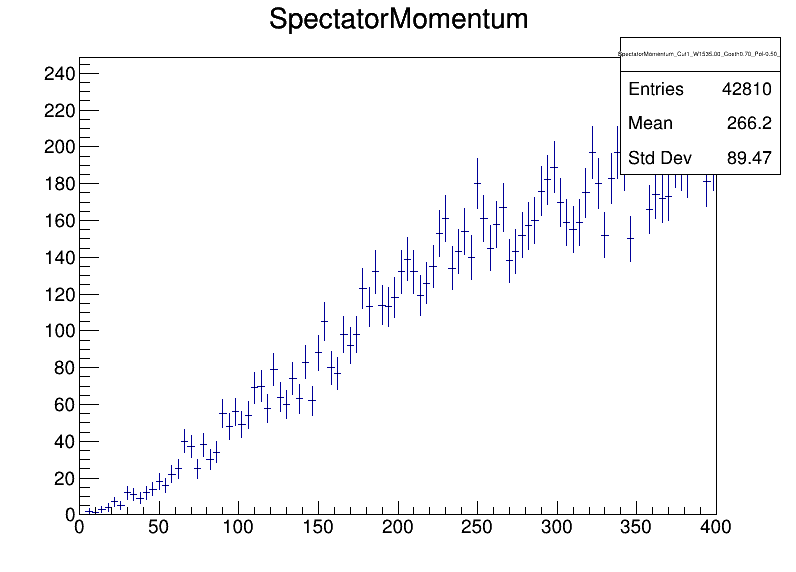 SpectatorMomentum
SpectatorMomentum_Cut1_W1535.00_Costh0.70_Pol-0.50_
Entries 42810
Mean 266.2
Std Dev 89.47
240
220
200
180
160
140
120
100
80
60
40
20
0
0 50 100 150 200 250 300 350 400